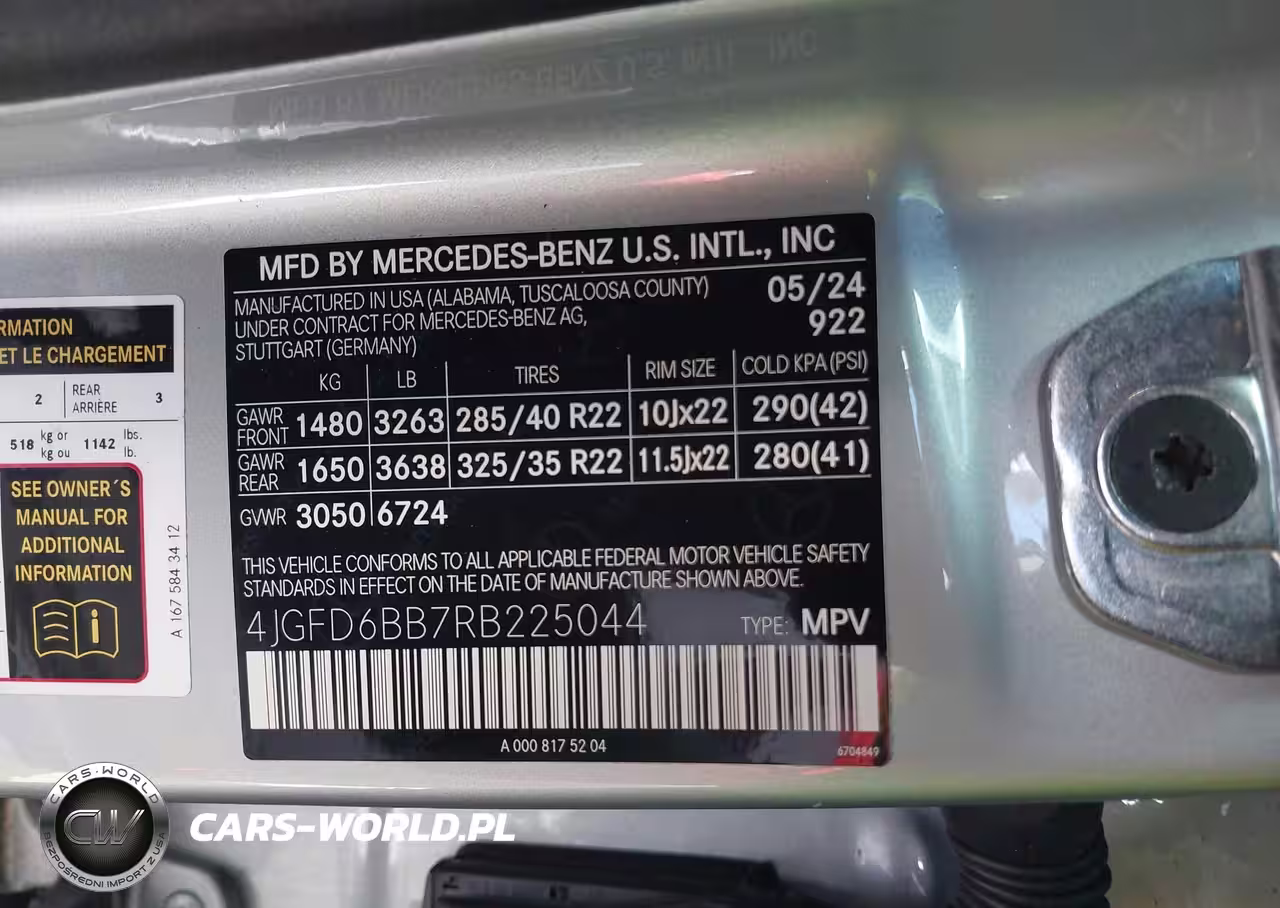 MFD BY MERCEDES-BENZ U.S. INTL., INC
MANUFACTURED IN USA (ALABAMA, TUSCALOOSA COUNTY) 05/24
UNDER CONTRACT FOR MERCEDES-BENZ AG, 922
STUTTGART (GERMANY)
KG LB TIRES RIM SIZE COLD KPA (PSI)
GAWR FRONT 1480 3263 285/40 R22 10Jx22 290(42)
GAWR REAR 1650 3638 325/35 R22 11.5Jx22 280(41)
GVWR 3050 6724
THIS VEHICLE CONFORMS TO ALL APPLICABLE FEDERAL MOTOR VEHICLE SAFETY
STANDARDS IN EFFECT ON THE DATE OF MANUFACTURE SHOWN ABOVE.
4JGFD6BB7RB225044 TYPE: MPV
A 000 817 52 04 6704849
ET LE CHARGEMENT
2 REAR 3
ARRIÈRE
518 kg or 1142 lbs.
kg ou lb.
SEE OWNER´S
MANUAL FOR
ADDITIONAL
INFORMATION
A 167 584 34 12
CARS-WORLD
CW
BEZPOŚREDNI IMPORT Z USA
CARS-WORLD.PL